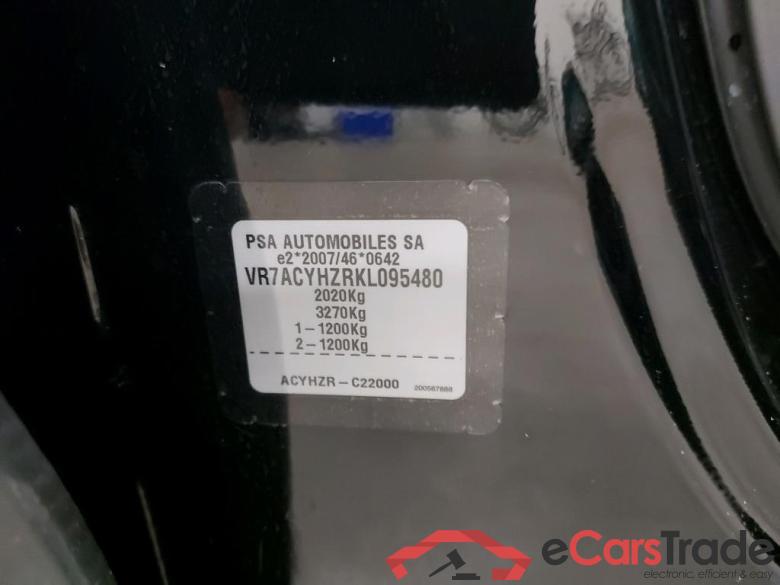 PSA AUTOMOBILES SA
e2*2007/46*0642
VR7ACYHZRKL095480
2020Kg
3270Kg
1-1200Kg
2-1200Kg
ACYHZR-C22000 200587888
eCarsTrade
electronic, efficient & easy